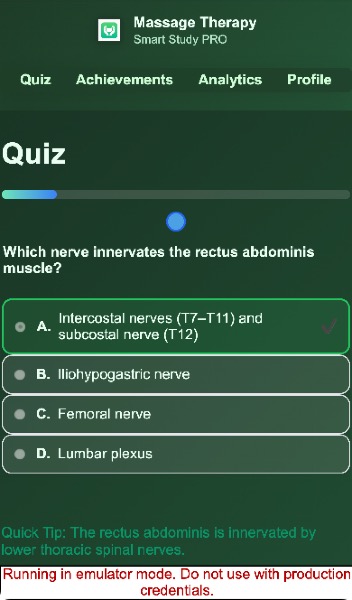 Massage Therapy
Smart Study PRO
Quiz Achievements Analytics Profile
Quiz
Which nerve innervates the rectus abdominis
muscle?
A. Intercostal nerves (T7–T11) and
subcostal nerve (T12)
B. Iliohypogastric nerve
C. Femoral nerve
D. Lumbar plexus
Quick Tip: The rectus abdominis is innervated by
lower thoracic spinal nerves.
Running in emulator mode. Do not use with production
credentials.